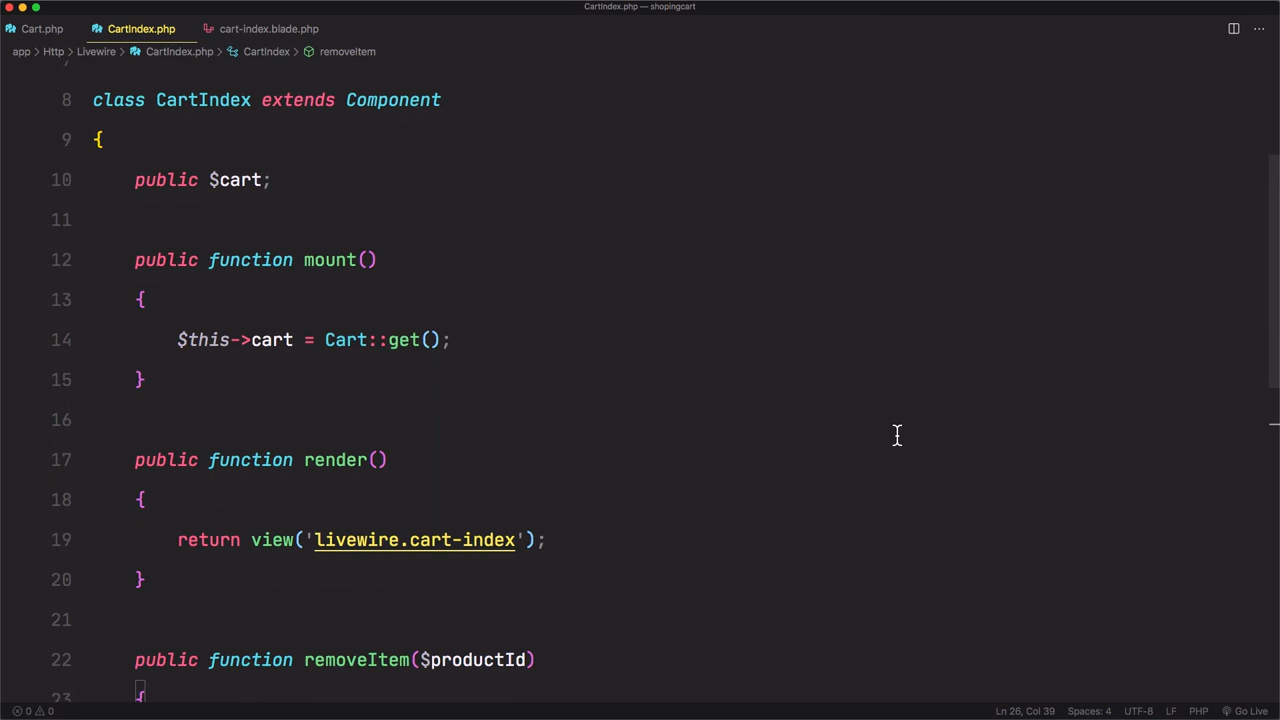 CartIndex.php — shopingcart
Cart.php CartIndex.php cart-index.blade.php
app > Http > Livewire > CartIndex.php > CartIndex > removeItem
8 class CartIndex extends Component
9 {
10 public $cart;
11
12 public function mount()
13 {
14 $this->cart = Cart::get();
15 }
16
17 public function render()
18 {
19 return view('livewire.cart-index');
20 }
21
22 public function removeItem($productId)
23 {
0 0 Ln 26, Col 39 Spaces: 4 UTF-8 LF PHP Go Live